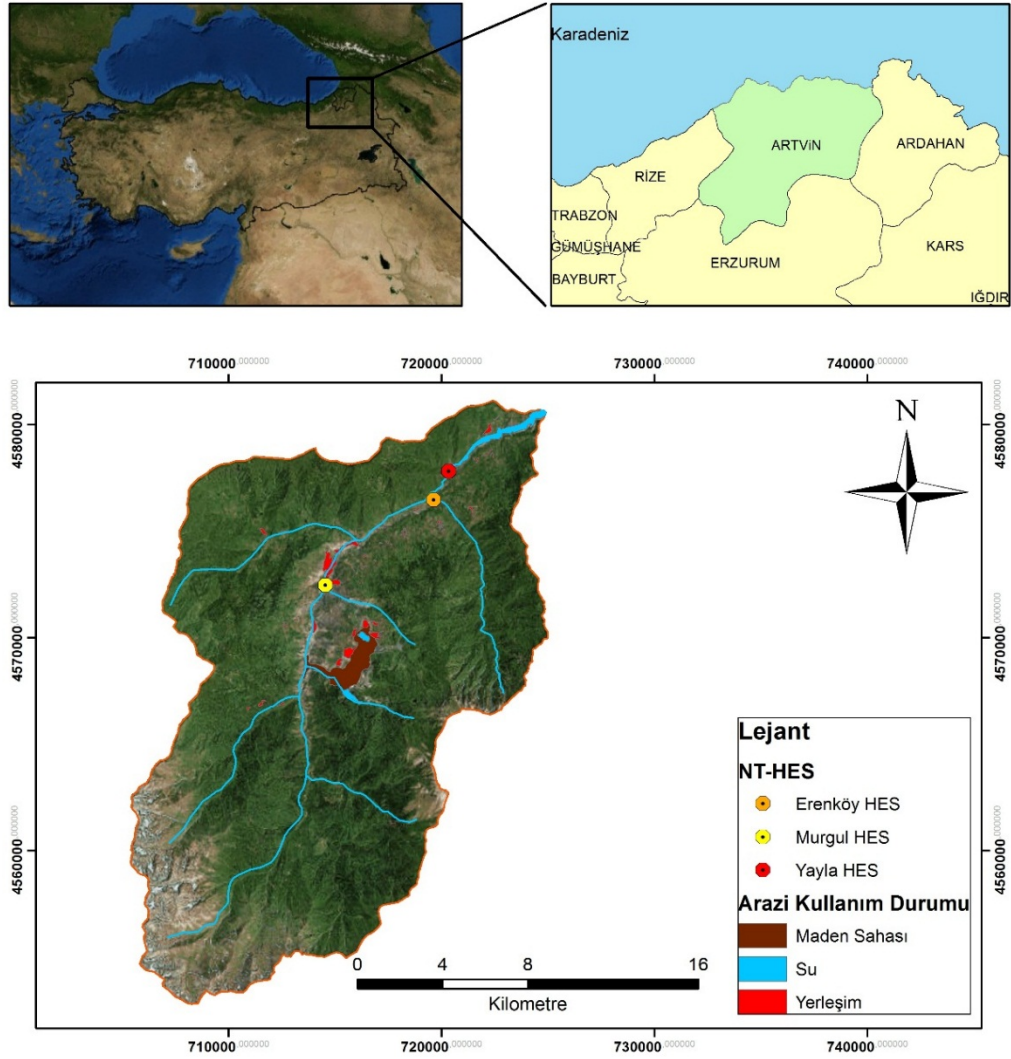 Karadeniz
ARTVİN
ARDAHAN
RİZE
TRABZON
GÜMÜŞHANE
KARS
ERZURUM
BAYBURT
IĞDIR
710000,000000
720000,000000
730000,000000
740000,000000
4580000,000000
4580000,000000
N
4570000,000000
4570000,000000
Lejant
NT-HES
Erenköy HES
Murgul HES
Yayla HES
4560000,000000
4560000,000000
Arazi Kullanım Durumu
Maden Sahası
Su
Yerleşim
0 4 8 16
Kilometre
710000,000000
720000,000000
730000,000000
740000,000000